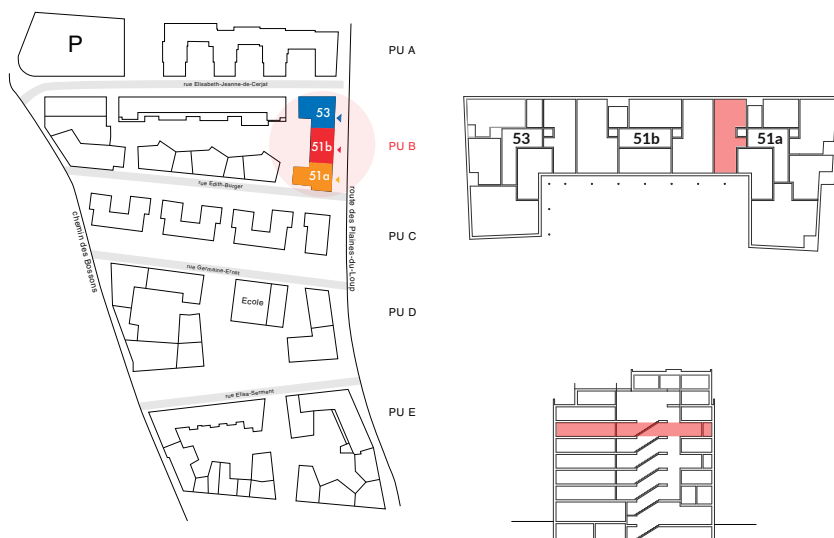 P
PU A
rue Elisabeth-Jeanne-de-Cerjat
53
51b
51a
PU B
rue Edith-Burger
route des Plaines-du-Loup
chemin des Bossons
PU C
rue Germaine-Ernst
Ecole
PU D
rue Elisa-Serment
PU E
53
51b
51a